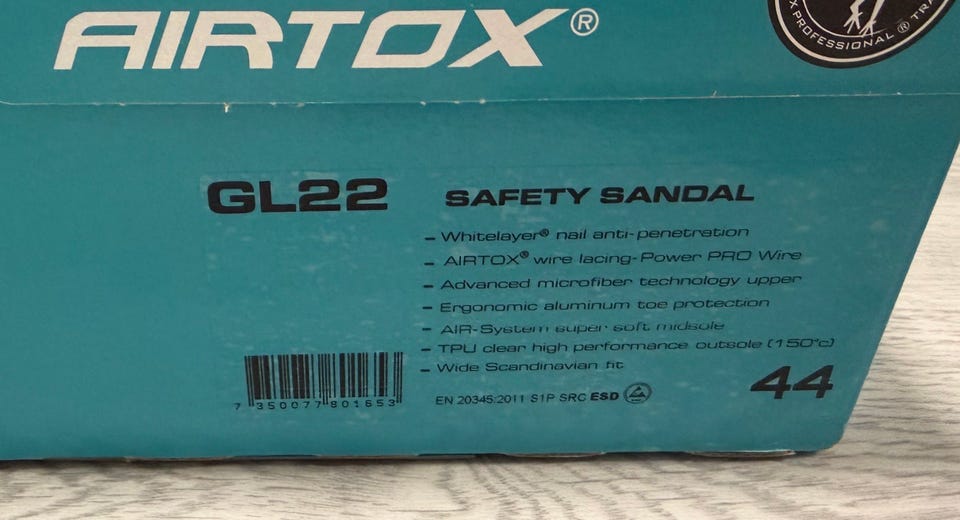 AIRTOX®
X PROFESSIONAL ® TRA
GL22
SAFETY SANDAL
- Whitelayer® nail anti-penetration
- AIRTOX® wire lacing-Power PRO Wire
- Advanced microfiber technology upper
- Ergonomic aluminum toe protection
- AIR-System super soft midsole
- TPU clear high performance outsole (150°c)
- Wide Scandinavian fit
7 350077 801653
EN 20345:2011 S1P SRC ESD
44